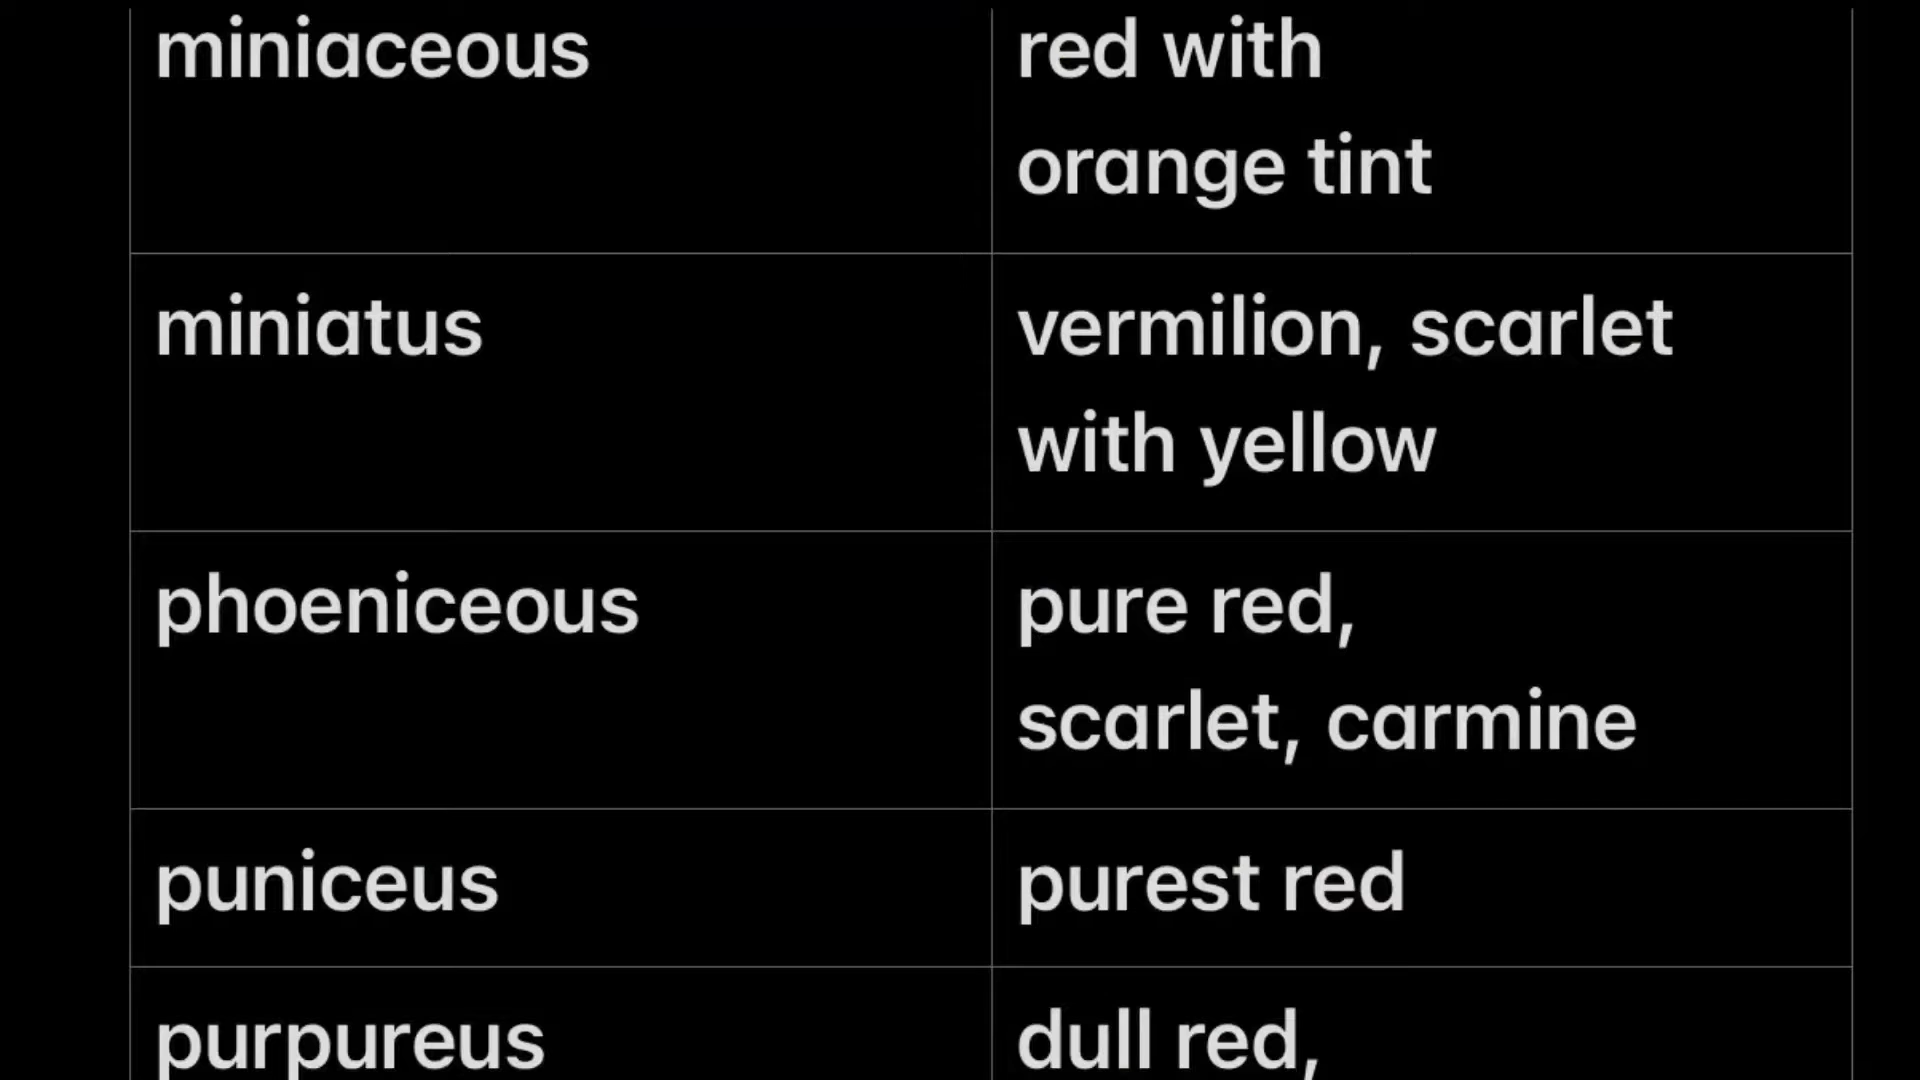 miniaceous
red with
orange tint
miniatus
vermilion, scarlet
with yellow
phoeniceous
pure red,
scarlet, carmine
puniceus
purest red
purpureus
dull red,